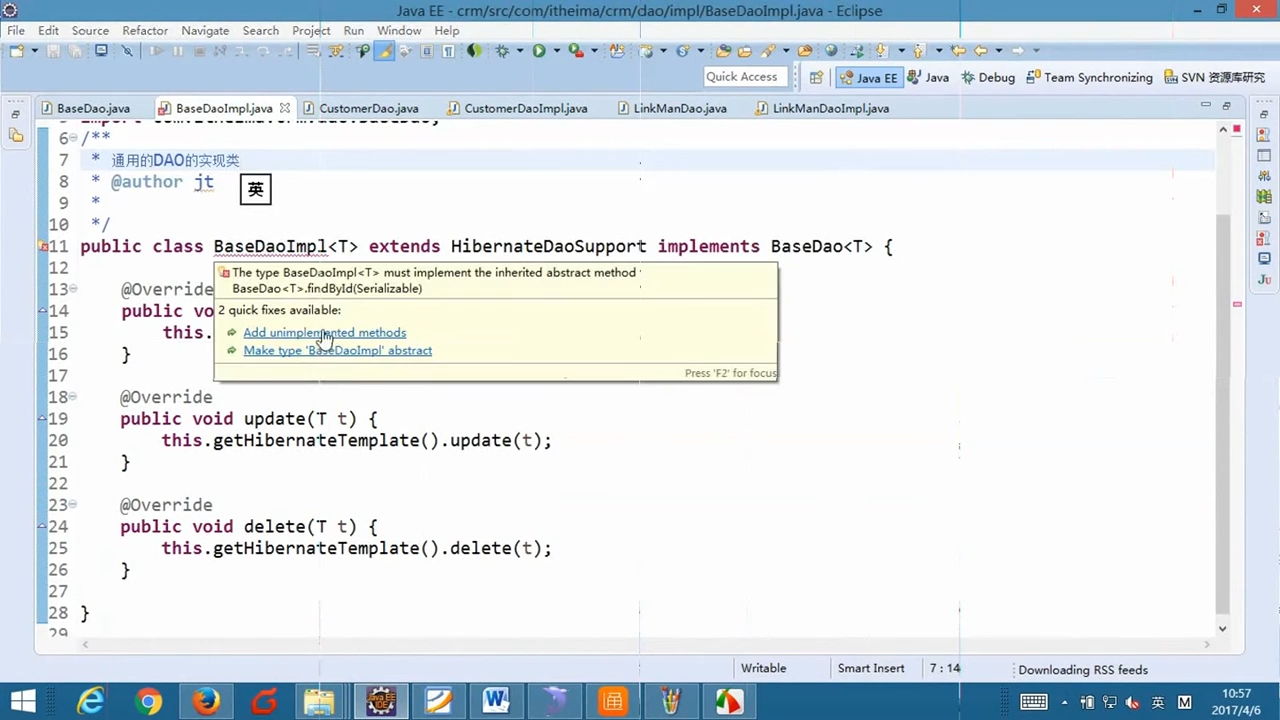 Java EE - crm/src/com/itheima/crm/dao/impl/BaseDaoImpl.java - Eclipse
File Edit Source Refactor Navigate Search Project Run Window Help
Quick Access Java EE Java Debug Team Synchronizing SVN 资源库研究
BaseDao.java BaseDaoImpl.java CustomerDao.java CustomerDaoImpl.java LinkManDao.java LinkManDaoImpl.java
6 /**
7 * 通用的DAO的实现类
8 * @author jt
英
9 *
10 */
11 public class BaseDaoImpl<T> extends HibernateDaoSupport implements BaseDao<T> {
12
The type BaseDaoImpl<T> must implement the inherited abstract method
BaseDao<T>.findById(Serializable)
2 quick fixes available:
Add unimplemented methods
Make type 'BaseDaoImpl' abstract
Press 'F2' for focus
13 @Override
14 public vo
15 this.
16 }
17
18 @Override
19 public void update(T t) {
20 this.getHibernateTemplate().update(t);
21 }
22
23 @Override
24 public void delete(T t) {
25 this.getHibernateTemplate().delete(t);
26 }
27
28 }
29
Writable Smart Insert 7 : 14 Downloading RSS feeds
英 M 10:57
2017/4/6